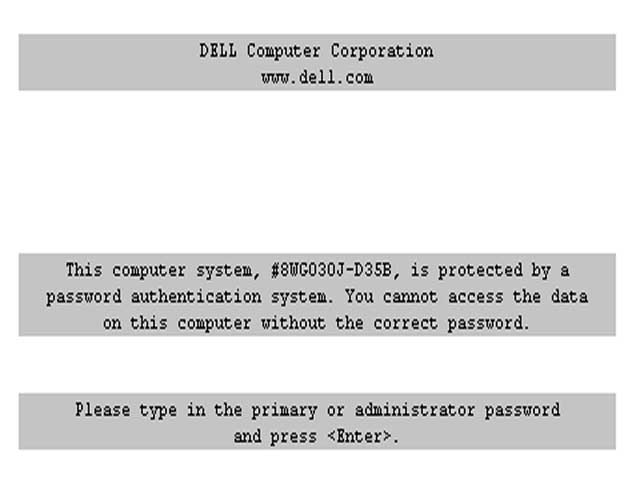 DELL Computer Corporation
www.dell.com
This computer system, #8WGO30J-D35B, is protected by a
password authentication system. You cannot access the data
on this computer without the correct password.
Please type in the primary or administrator password
and press <Enter>.